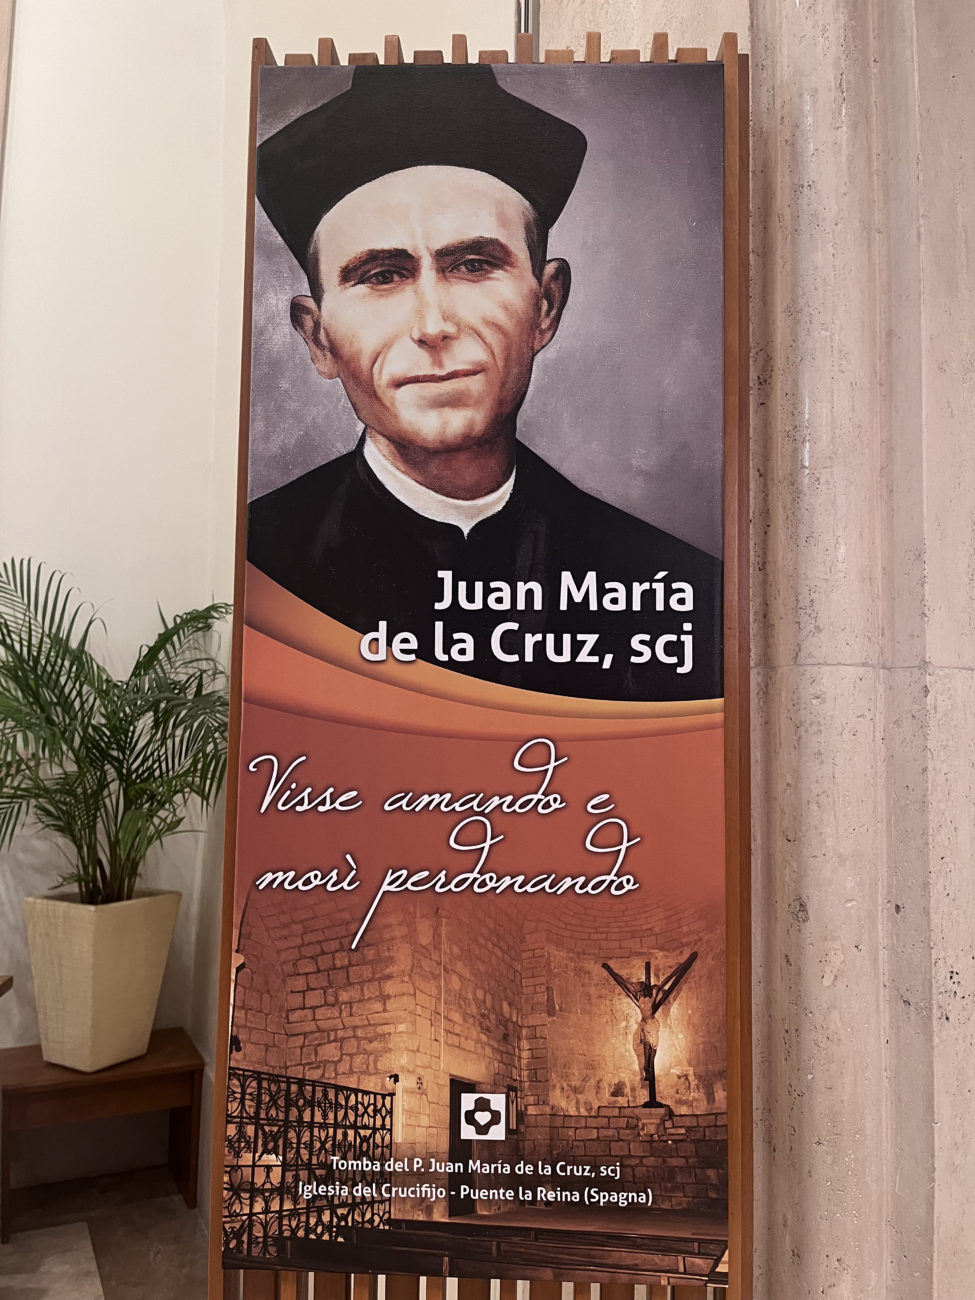 Juan María
de la Cruz, scj
Visse amando e
morì perdonando
Tomba del P. Juan María de la Cruz, scj
Iglesia del Crucifijo - Puente la Reina (Spagna)